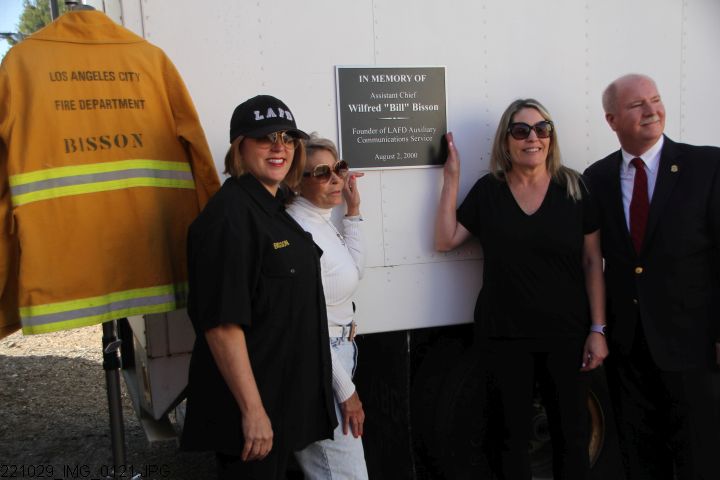 LOS ANGELES CITY
FIRE DEPARTMENT
BISSON
LAFD
BISSON
IN MEMORY OF
Assistant Chief
Wilfred "Bill" Bisson
Founder of LAFD Auxiliary
Communications Service
August 2, 2000
221029_IMG_0121.JPG